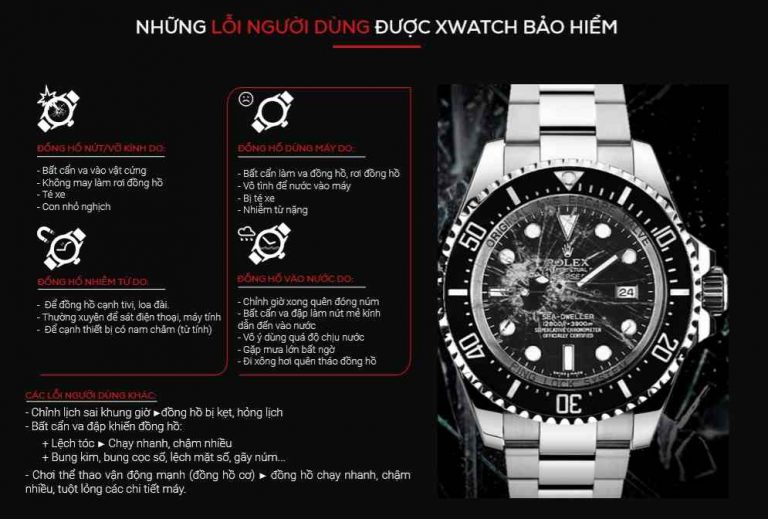 NHỮNG LỖI NGƯỜI DÙNG ĐƯỢC XWATCH BẢO HIỂM
ĐỒNG HỒ NỨT/VỠ KÍNH DO:
- Bất cẩn va vào vật cứng
- Không may làm rơi đồng hồ
- Té xe
- Con nhỏ nghịch
ĐỒNG HỒ DỪNG MÁY DO:
- Bất cẩn làm va đồng hồ, rơi đồng hồ
- Vô tình để nước vào máy
- Bị té xe
- Nhiễm từ nặng
ĐỒNG HỒ NHIỄM TỪ DO:
- Để đồng hồ cạnh tivi, loa đài.
- Thường xuyên để sát điện thoại, máy tính
- Để cạnh thiết bị có nam châm (từ tính)
ĐỒNG HỒ VÀO NƯỚC DO:
- Chỉnh giờ xong quên đóng núm
- Bất cẩn va đập làm nứt mẻ kính
dẫn đến vào nước
- Vô ý dùng quá độ chịu nước
- Gặp mưa lớn bất ngờ
- Đi xông hơi quên tháo đồng hồ
CÁC LỖI NGƯỜI DÙNG KHÁC:
- Chỉnh lịch sai khung giờ ▸đồng hồ bị kẹt, hỏng lịch
- Bất cẩn va đập khiến đồng hồ:
+ Lệch tóc ▸ Chạy nhanh, chậm nhiều
+ Bung kim, bung cọc số, lệch mặt số, gãy núm...
- Chơi thể thao vận động mạnh (đồng hồ cơ) ▸ đồng hồ chạy nhanh, chậm
nhiều, tuột lỏng các chi tiết máy.
ROLEX
24
SEA-DWELLER
SUPERLATIVE CHRONOMETER
OFFICIALLY CERTIFIED
10
20
30
40
50